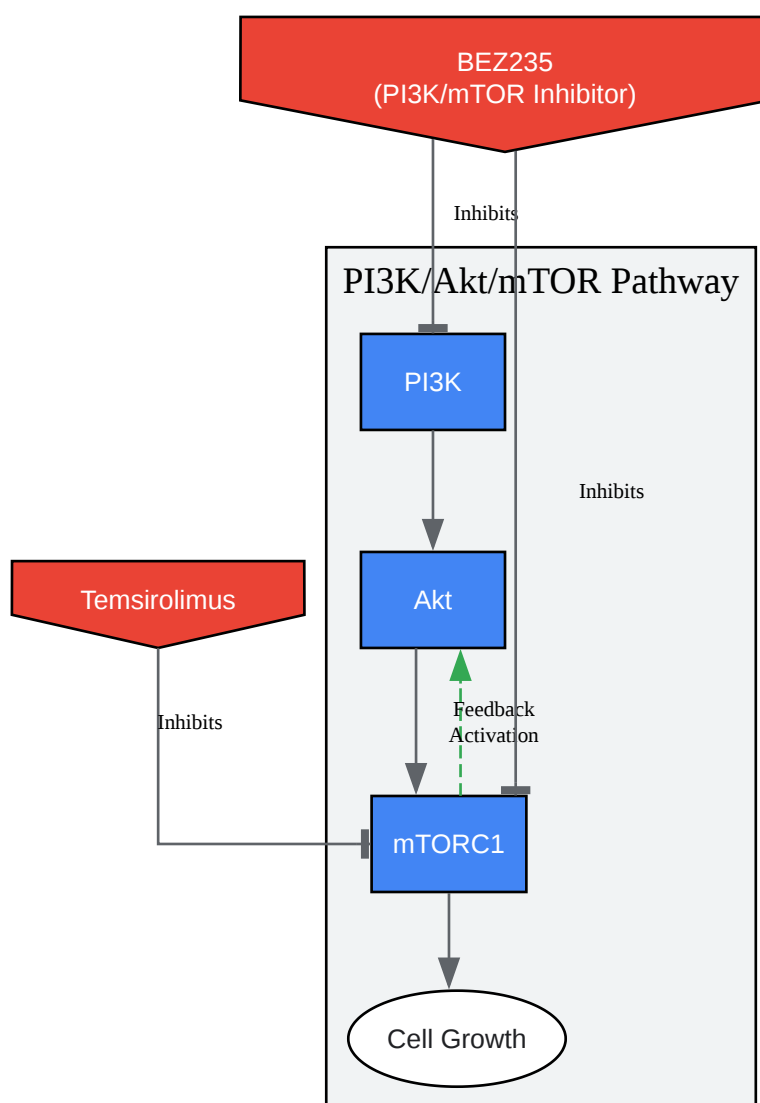 BEZ235
(PI3K/mTOR Inhibitor)
Inhibits
PI3K/Akt/mTOR Pathway
PI3K
Inhibits
Temsirolimus
Akt
Inhibits
Feedback
Activation
mTORC1
Cell Growth